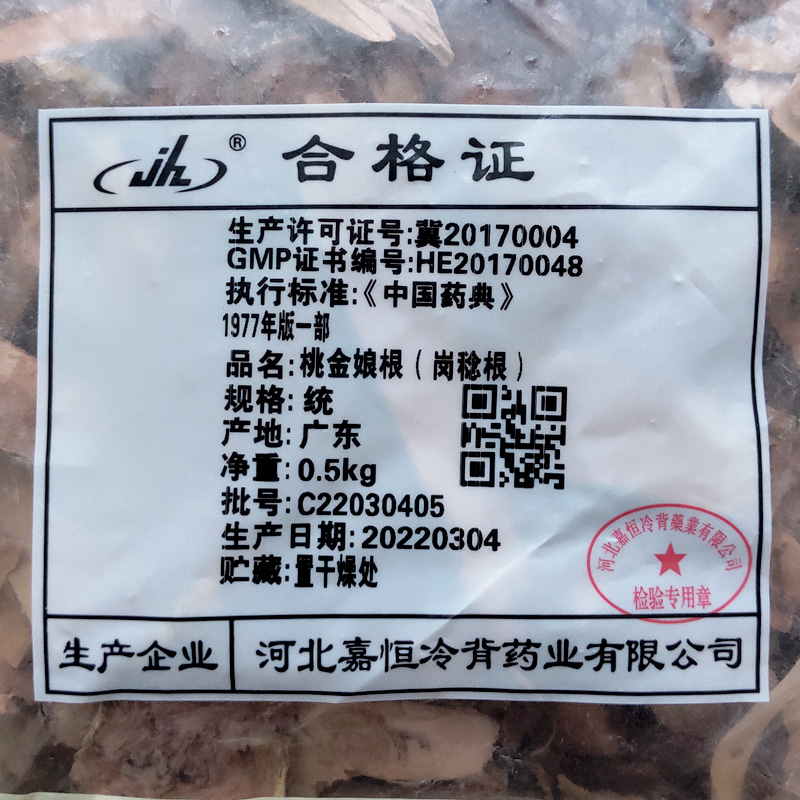 jh® 合格证
生产许可证号:冀20170004
GMP证书编号:HE20170048
执行标准:《中国药典》
1977年版一部
品名:桃金娘根(岗稔根)
规格:统
产地:广东
净重:0.5kg
批号:C22030405
生产日期:20220304
贮藏:置干燥处
河北嘉恒冷背藥業有限公司
检验专用章
生产企业 河北嘉恒冷背药业有限公司